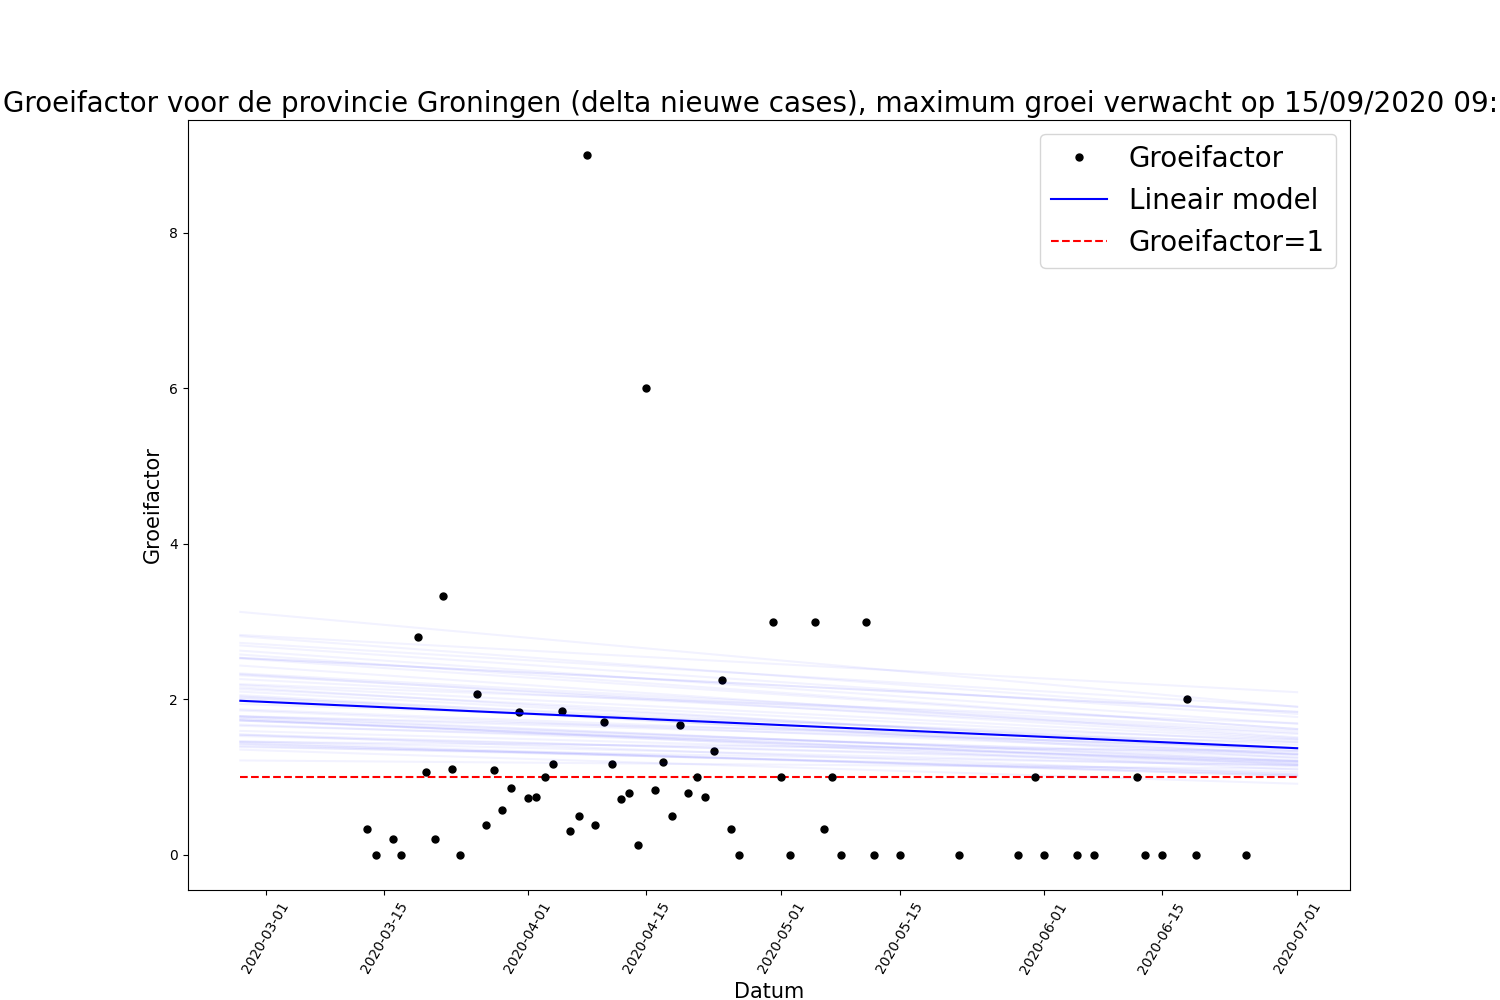 Groeifactor voor de provincie Groningen (delta nieuwe cases), maximum groei verwacht op 15/09/2020 09:
Groeifactor
Lineair model
Groeifactor=1
Groeifactor
8
6
4
2
0
2020-03-01
2020-03-15
2020-04-01
2020-04-15
2020-05-01
2020-05-15
2020-06-01
2020-06-15
2020-07-01
Datum